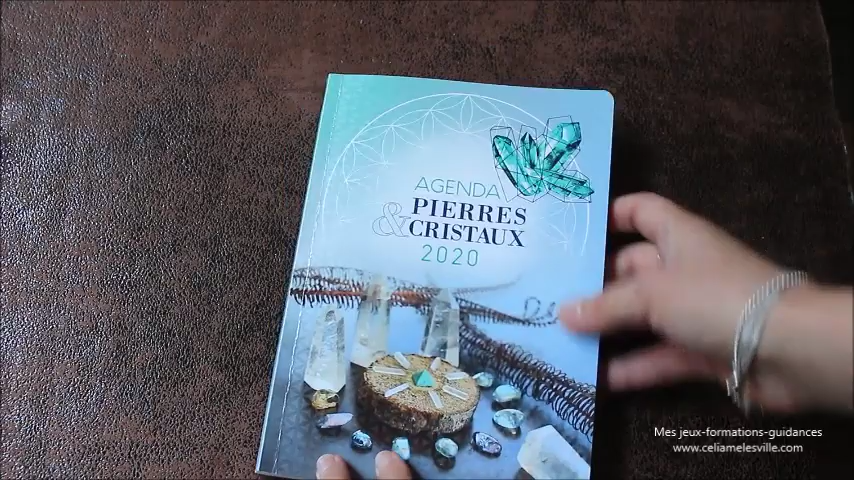 AGENDA
PIERRES
& CRISTAUX
2020
Mes jeux-formations-guidances
www.celiamelesville.com